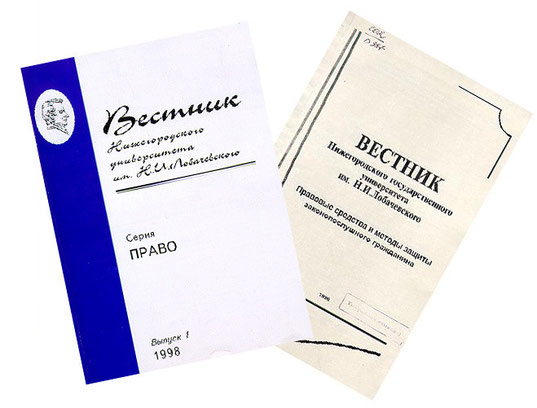 Вестник
Нижегородского
университета
им. Н.И.Лобачевского
Серия
ПРАВО
Выпуск 1
1998
ВЕСТНИК
Нижегородского государственного
университета
им. Н.И.Лобачевского
Правовые средства и методы защиты
законопослушного гражданина
1996